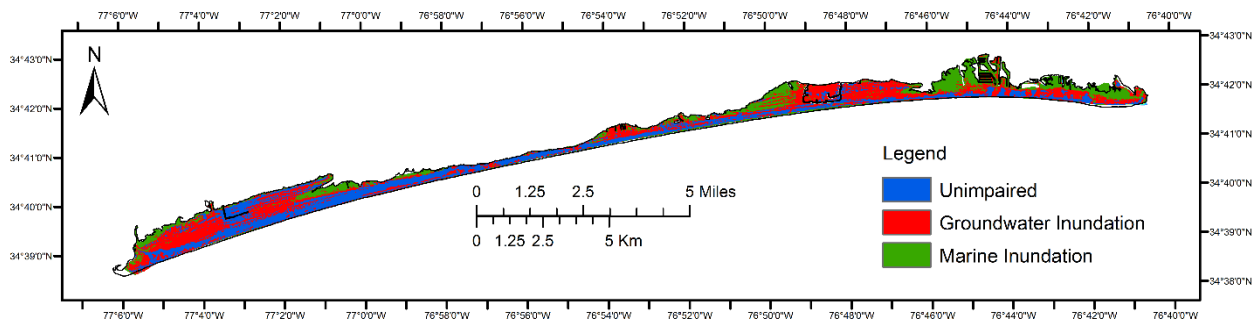 77°6'0"W 77°4'0"W 77°2'0"W 77°0'0"W 76°58'0"W 76°56'0"W 76°54'0"W 76°52'0"W 76°50'0"W 76°48'0"W 76°46'0"W 76°44'0"W 76°42'0"W 76°40'0"W
34°43'0"N 34°43'0"N
N
34°42'0"N 34°42'0"N
34°41'0"N 34°41'0"N
Legend
34°40'0"N 34°40'0"N
Unimpaired
0 1.25 2.5 5 Miles
Groundwater Inundation
0 1.25 2.5 5 Km
34°39'0"N 34°39'0"N
Marine Inundation
34°38'0"N
77°6'0"W 77°4'0"W 77°2'0"W 77°0'0"W 76°58'0"W 76°56'0"W 76°54'0"W 76°52'0"W 76°50'0"W 76°48'0"W 76°46'0"W 76°44'0"W 76°42'0"W 76°40'0"W